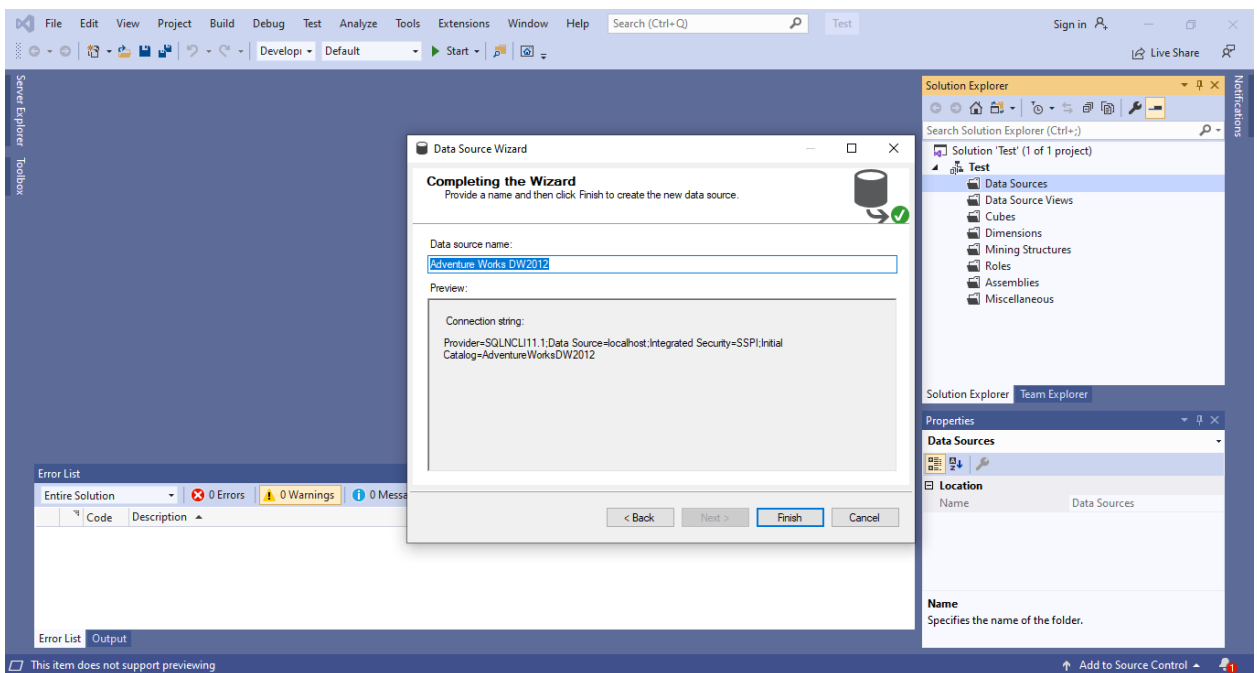 File Edit View Project Build Debug Test Analyze Tools Extensions Window Help Search (Ctrl+Q) Test Sign in
Develop Default Start Live Share
Server Explorer
Toolbox
Notifications
Data Source Wizard
Completing the Wizard
Provide a name and then click Finish to create the new data source.
Data source name:
Adventure Works DW2012
Preview:
Connection string:
Provider=SQLNCLI11.1;Data Source=localhost;Integrated Security=SSPI;Initial
Catalog=AdventureWorksDW2012
< Back Next > Finish Cancel
Solution Explorer
Search Solution Explorer (Ctrl+;)
Solution 'Test' (1 of 1 project)
Test
Data Sources
Data Source Views
Cubes
Dimensions
Mining Structures
Roles
Assemblies
Miscellaneous
Solution Explorer Team Explorer
Properties
Data Sources
Location
Name Data Sources
Name
Specifies the name of the folder.
Error List
Entire Solution 0 Errors 0 Warnings 0 Messa
Code Description
Error List Output
This item does not support previewing Add to Source Control 1